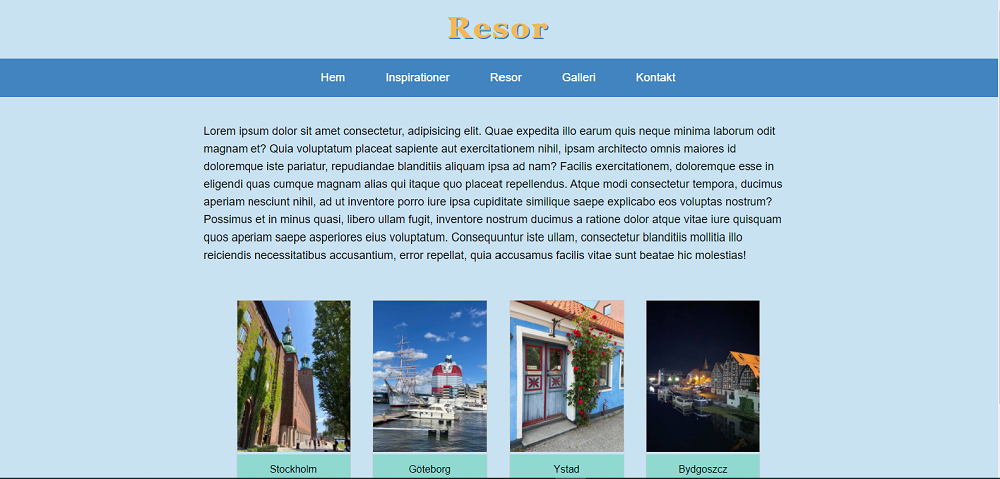 Resor
Hem Inspirationer Resor Galleri Kontakt
Lorem ipsum dolor sit amet consectetur, adipisicing elit. Quae expedita illo earum quis neque minima laborum odit
magnam et? Quia voluptatum placeat sapiente aut exercitationem nihil, ipsam architecto omnis maiores id
doloremque iste pariatur, repudiandae blanditiis aliquam ipsa ad nam? Facilis exercitationem, doloremque esse in
eligendi quas cumque magnam alias qui itaque quo placeat repellendus. Atque modi consectetur tempora, ducimus
aperiam nesciunt nihil, ad ut inventore porro iure ipsa cupiditate similique saepe explicabo eos voluptas nostrum?
Possimus et in minus quasi, libero ullam fugit, inventore nostrum ducimus a ratione dolor atque vitae iure quisquam
quos aperiam saepe asperiores eius voluptatum. Consequuntur iste ullam, consectetur blanditiis mollitia illo
reiciendis necessitatibus accusantium, error repellat, quia accusamus facilis vitae sunt beatae hic molestias!
Stockholm Göteborg Ystad Bydgoszcz